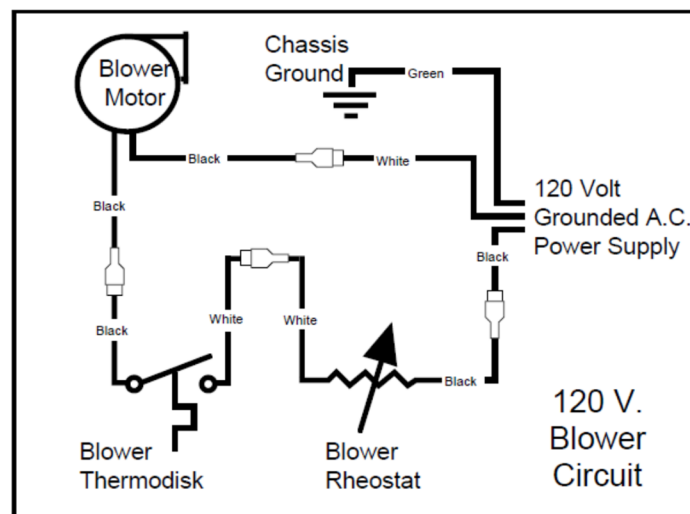 Blower
Motor
Chassis
Ground
Green
Black
White
Black
120 Volt
Grounded A.C.
Power Supply
Black
Black
White
White
Black
Blower
Thermodisk
Blower
Rheostat
120 V.
Blower
Circuit